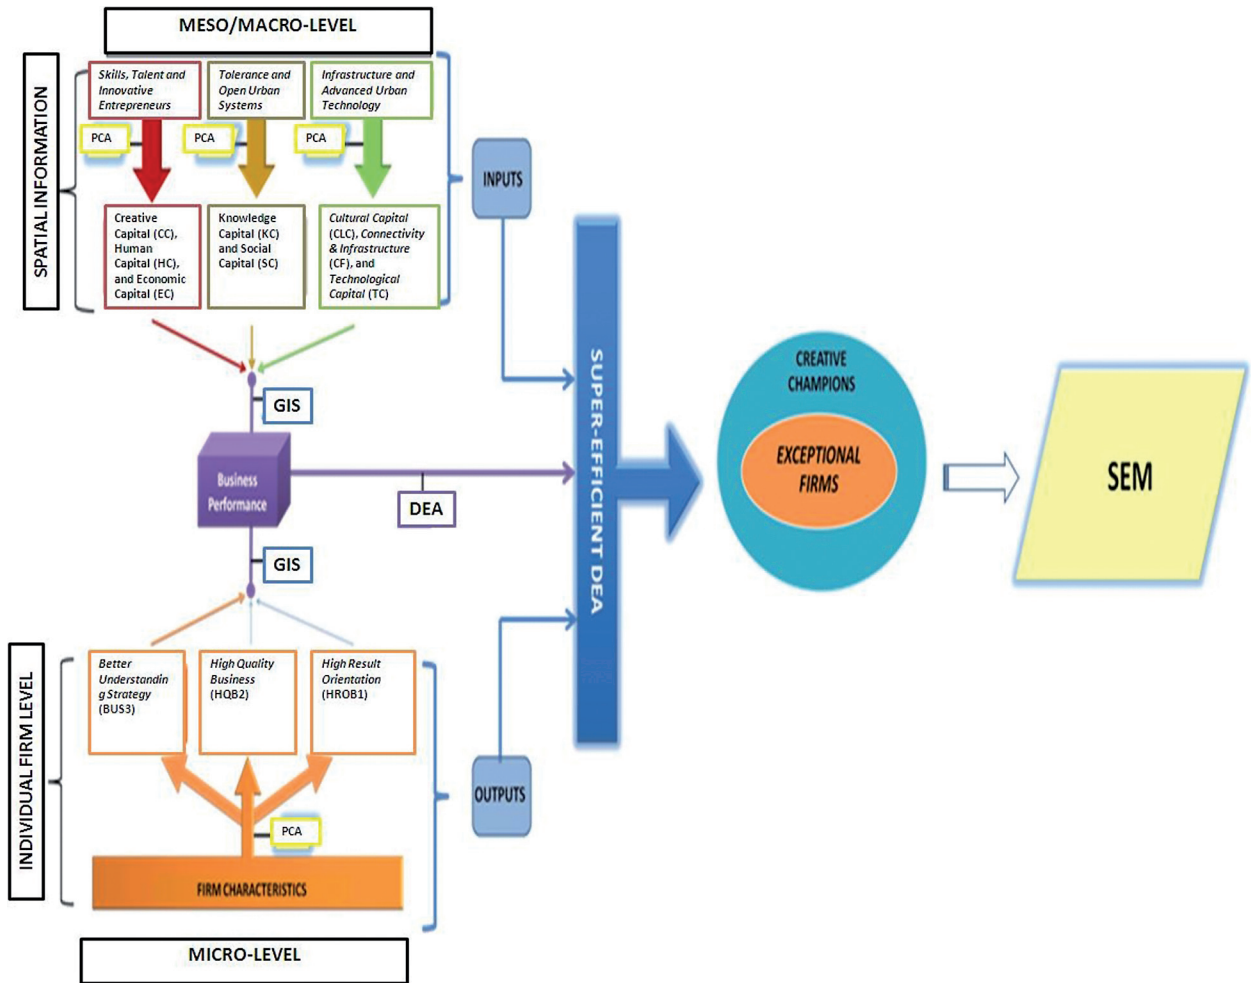 MESO/MACRO-LEVEL
SPATIAL INFORMATION
Skills, Talent and
Innovative
Entrepreneurs
Tolerance and
Open Urban
Systems
Infrastructure and
Advanced Urban
Technology
PCA
PCA
PCA
Creative
Capital (CC),
Human
Capital (HC),
and Economic
Capital (EC)
Knowledge
Capital (KC)
and Social
Capital (SC)
Cultural Capital
(CLC), Connectivity
& Infrastructure
(CF), and
Technological
Capital (TC)
INPUTS
GIS
Business
Performance
DEA
GIS
SUPER-EFFICIENT DEA
CREATIVE
CHAMPIONS
EXCEPTIONAL
FIRMS
SEM
INDIVIDUAL FIRM LEVEL
Better
Understandin
g Strategy
(BUS3)
High Quality
Business
(HQB2)
High Result
Orientation
(HROB1)
OUTPUTS
PCA
FIRM CHARACTERISTICS
MICRO-LEVEL